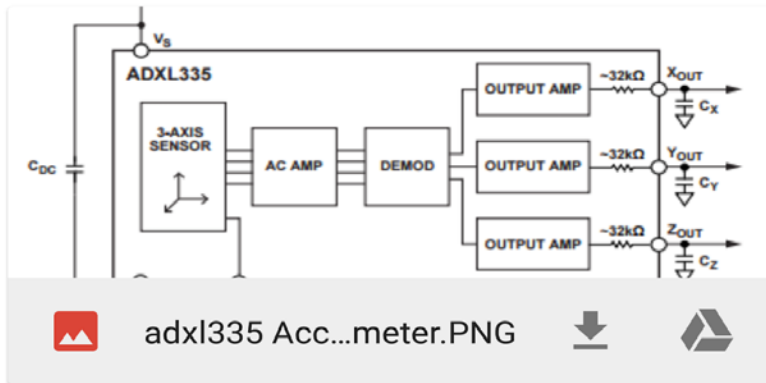 VS
ADXL335
3-AXIS
SENSOR
AC AMP
DEMOD
OUTPUT AMP
~32kΩ
XOUT
CX
OUTPUT AMP
~32kΩ
YOUT
CY
OUTPUT AMP
~32kΩ
ZOUT
CZ
CDC
adxl335 Acc...meter.PNG